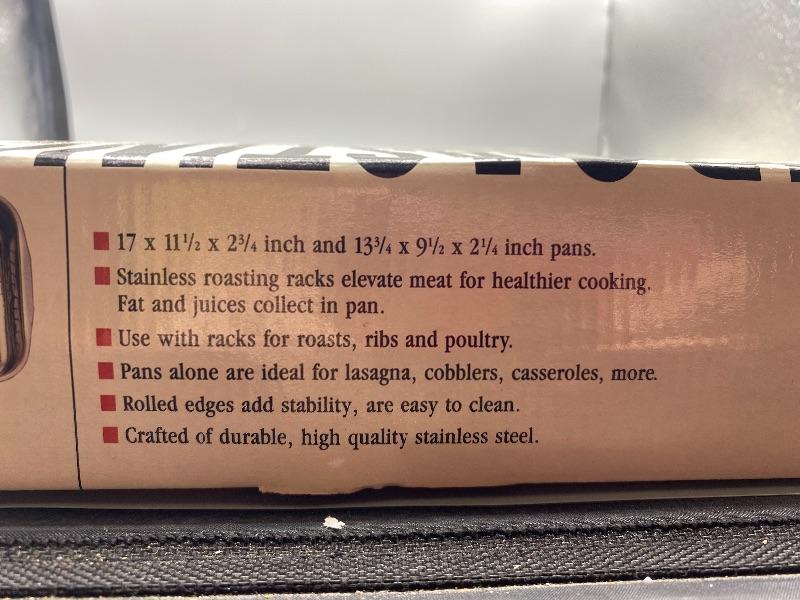 ■ 17 x 11½ x 2¾ inch and 13¾ x 9½ x 2¼ inch pans.
■ Stainless roasting racks elevate meat for healthier cooking.
Fat and juices collect in pan.
■ Use with racks for roasts, ribs and poultry.
■ Pans alone are ideal for lasagna, cobblers, casseroles, more.
■ Rolled edges add stability, are easy to clean.
■ Crafted of durable, high quality stainless steel.